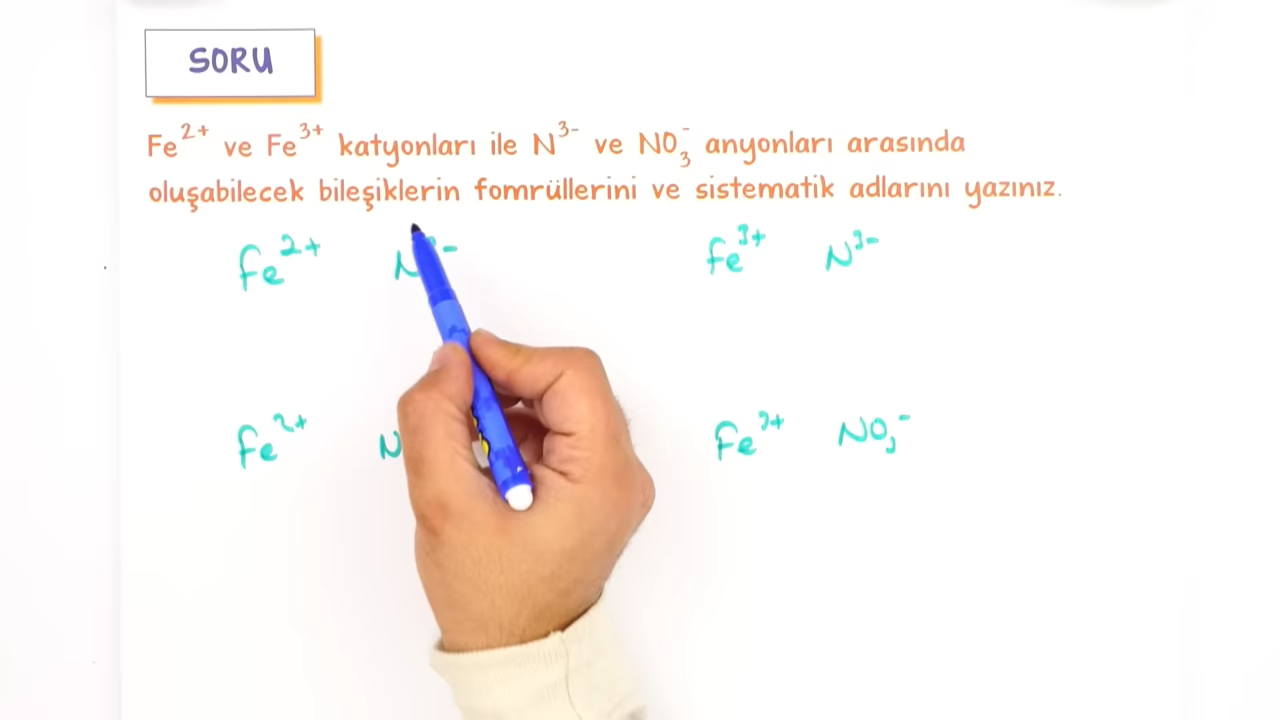 SORU
Fe²⁺ ve Fe³⁺ katyonları ile N³⁻ ve NO₃⁻ anyonları arasında
oluşabilecek bileşiklerin fomrüllerini ve sistematik adlarını yazınız.
Fe²⁺ N³⁻ Fe³⁺ N³⁻
Fe²⁺ N Fe³⁺ NO₃⁻